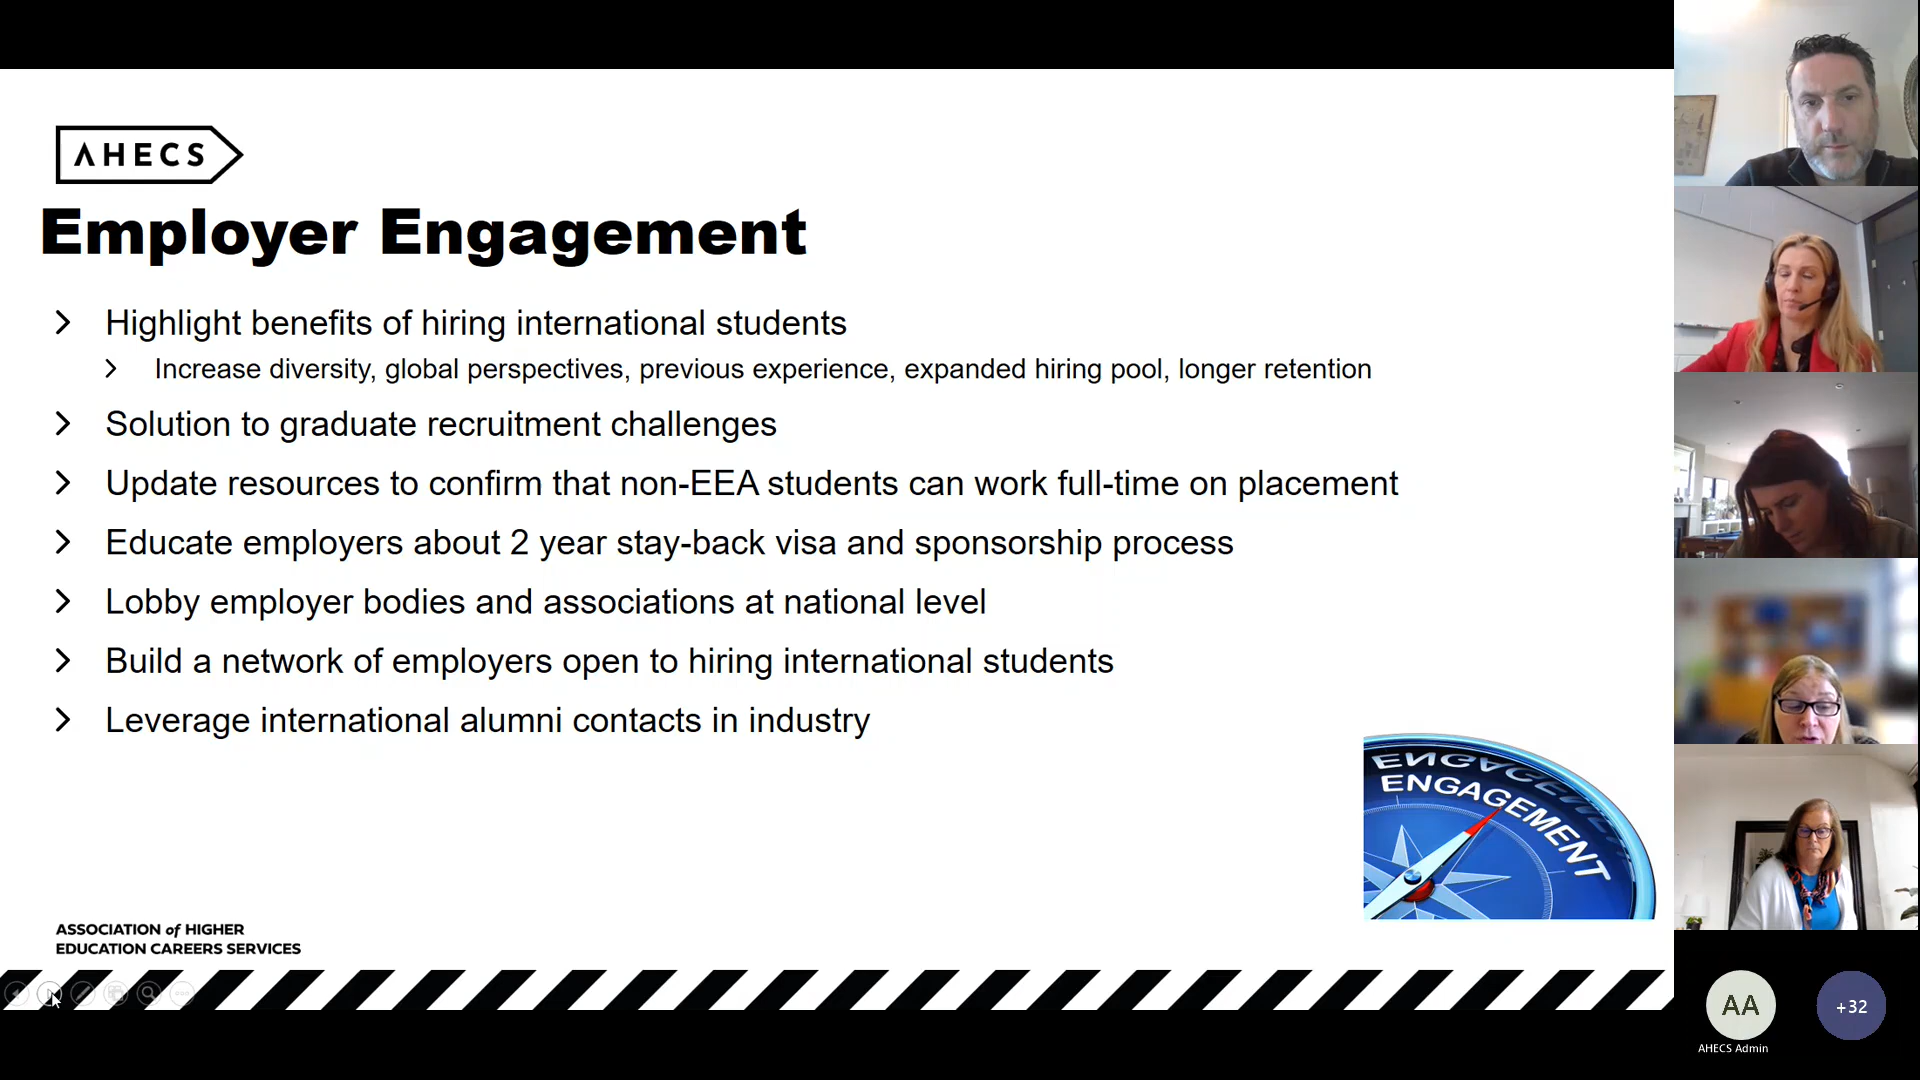 AHECS
Employer Engagement
Highlight benefits of hiring international students
Increase diversity, global perspectives, previous experience, expanded hiring pool, longer retention
Solution to graduate recruitment challenges
Update resources to confirm that non-EEA students can work full-time on placement
Educate employers about 2 year stay-back visa and sponsorship process
Lobby employer bodies and associations at national level
Build a network of employers open to hiring international students
Leverage international alumni contacts in industry
ENGAGEMENT
ASSOCIATION of HIGHER
EDUCATION CAREERS SERVICES
AA
+32
AHECS Admin